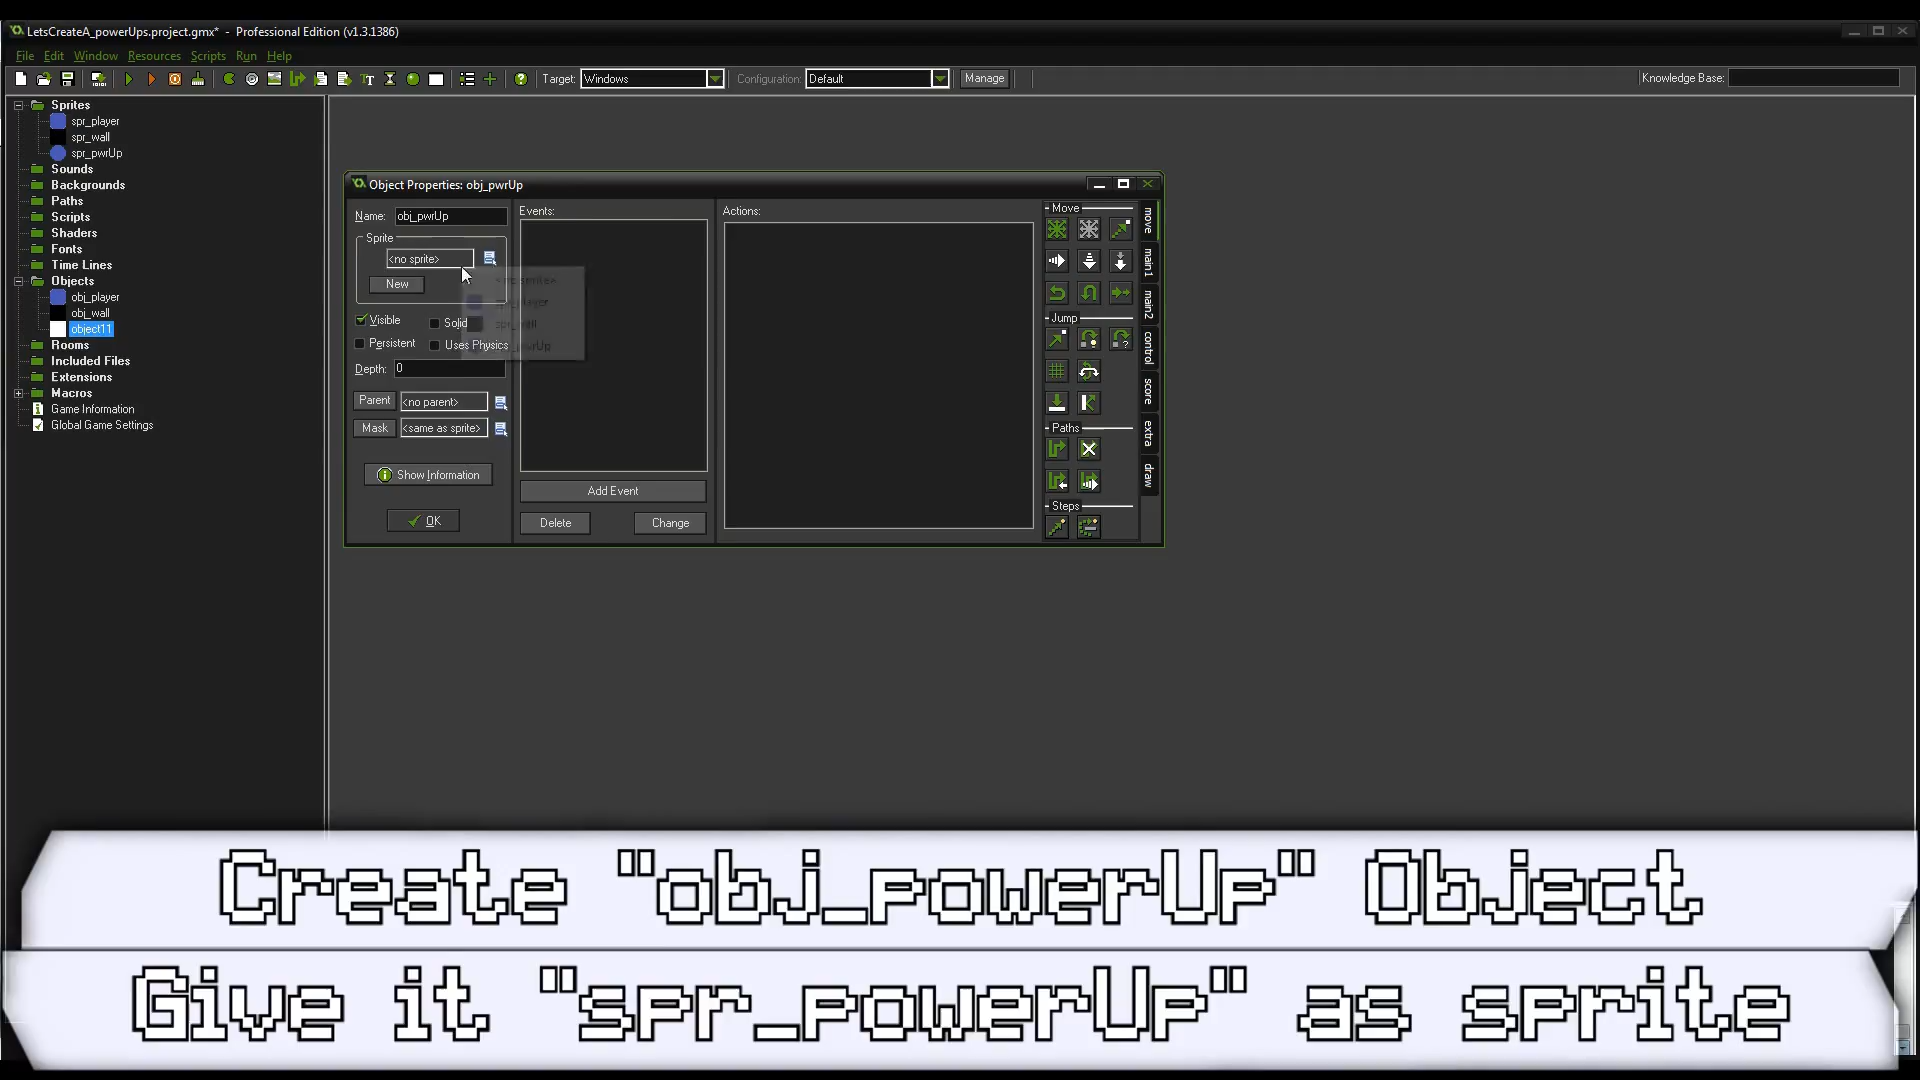 LetsCreateA_powerUps.project.gmx* - Professional Edition (v1.3.1386)
File Edit Window Resources Scripts Run Help
Target: Windows Configuration: Default Manage Knowledge Base:
Sprites
spr_player
spr_wall
spr_pwrUp
Sounds
Backgrounds
Paths
Scripts
Shaders
Fonts
Time Lines
Objects
obj_player
obj_wall
object11
Rooms
Included Files
Extensions
Macros
Game Information
Global Game Settings
Object Properties: obj_pwrUp
Name: obj_pwrUp
Sprite
<no sprite>
New
<no sprite>
spr_player
spr_wall
spr_pwrUp
Visible Solid
Persistent Uses Physics
Depth: 0
Parent <no parent>
Mask <same as sprite>
Show Information
OK
Events:
Add Event
Delete Change
Actions:
Move
Jump
Paths
Steps
move
main1
main2
control
score
extra
draw
Create "obj_powerUp" Object
Give it "spr_powerUp" as sprite